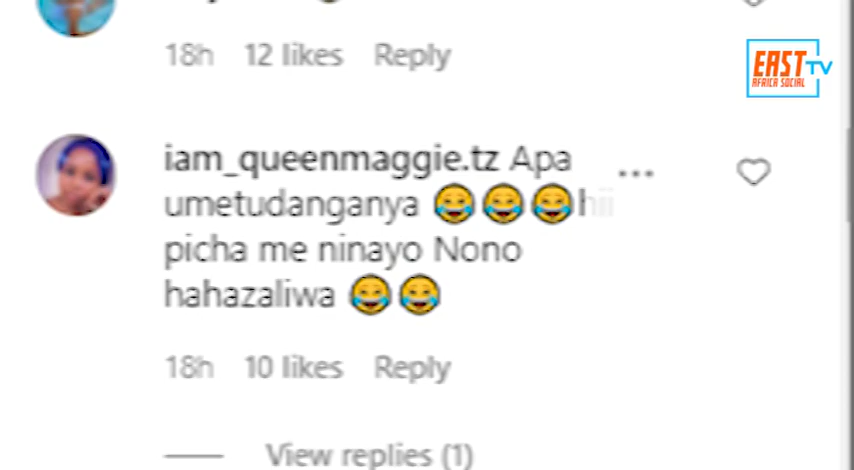 18h 12 likes Reply
EAST TV
AFRICA SOCIAL
iam_queenmaggie.tz Apa
umetudanganya 😂😂😂hii
picha me ninayo Nono
hahazaliwa 😂😂
18h 10 likes Reply
View replies (1)